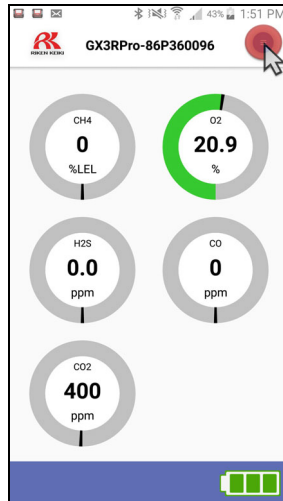 43% 1:51 PM
RIKEN KEIKI
GX3RPro-86P360096
CH4
0
%LEL
O2
20.9
%
H2S
0.0
ppm
CO
0
ppm
CO2
400
ppm